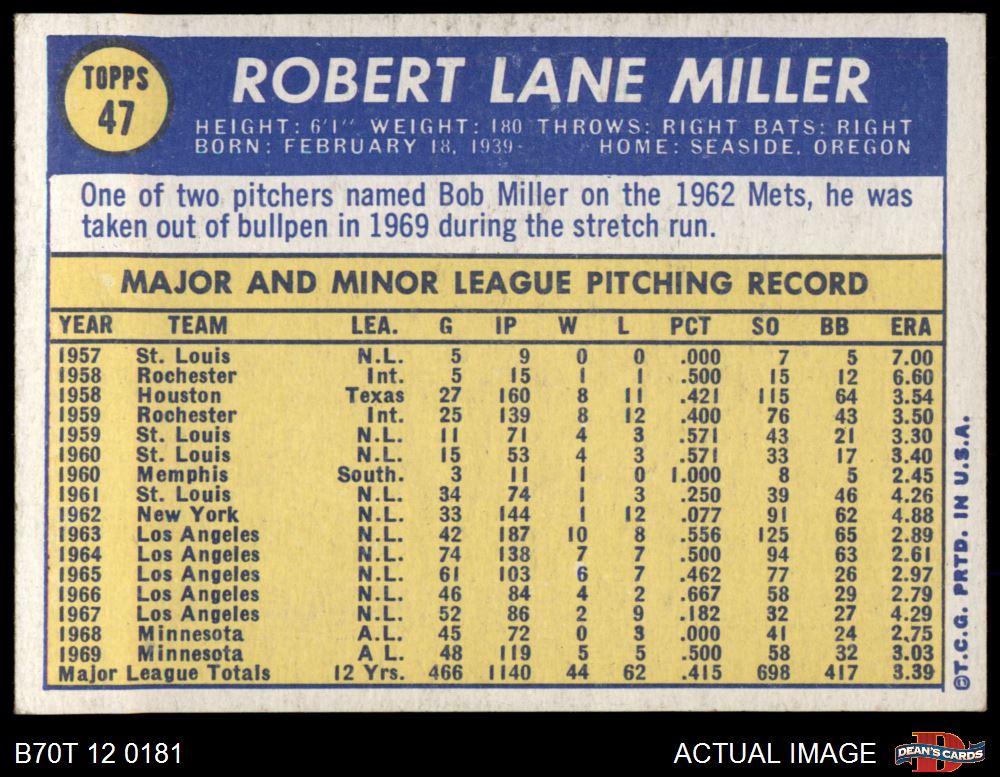 TOPPS
47
ROBERT LANE MILLER
HEIGHT: 6'1" WEIGHT: 180 THROWS: RIGHT BATS: RIGHT
BORN: FEBRUARY 18, 1939- HOME: SEASIDE, OREGON
One of two pitchers named Bob Miller on the 1962 Mets, he was
taken out of bullpen in 1969 during the stretch run.
MAJOR AND MINOR LEAGUE PITCHING RECORD
YEAR TEAM LEA. G IP W L PCT SO BB ERA
1957 St. Louis N.L. 5 9 0 0 .000 7 5 7.00
1958 Rochester Int. 5 15 1 1 .500 15 12 6.60
1958 Houston Texas 27 160 8 11 .421 115 64 3.54
1959 Rochester Int. 25 139 8 12 .400 76 43 3.50
1959 St. Louis N.L. 11 71 4 3 .571 43 21 3.30
1960 St. Louis N.L. 15 53 4 3 .571 33 17 3.40
1960 Memphis South. 3 11 1 0 1.000 8 5 2.45
1961 St. Louis N.L. 34 74 1 3 .250 39 46 4.26
1962 New York N.L. 33 144 1 12 .077 91 62 4.88
1963 Los Angeles N.L. 42 187 10 8 .556 125 65 2.89
1964 Los Angeles N.L. 74 138 7 7 .500 94 63 2.61
1965 Los Angeles N.L. 61 103 6 7 .462 77 26 2.97
1966 Los Angeles N.L. 46 84 4 2 .667 58 29 2.79
1967 Los Angeles N.L. 52 86 2 9 .182 32 27 4.29
1968 Minnesota A.L. 45 72 0 3 .000 41 24 2.75
1969 Minnesota A L. 48 119 5 5 .500 58 32 3.03
Major League Totals 12 Yrs. 466 1140 44 62 .415 698 417 3.39
©T.C.G. PRTD. IN U.S.A.
B70T 12 0181
ACTUAL IMAGE
D
DEAN'S CARDS